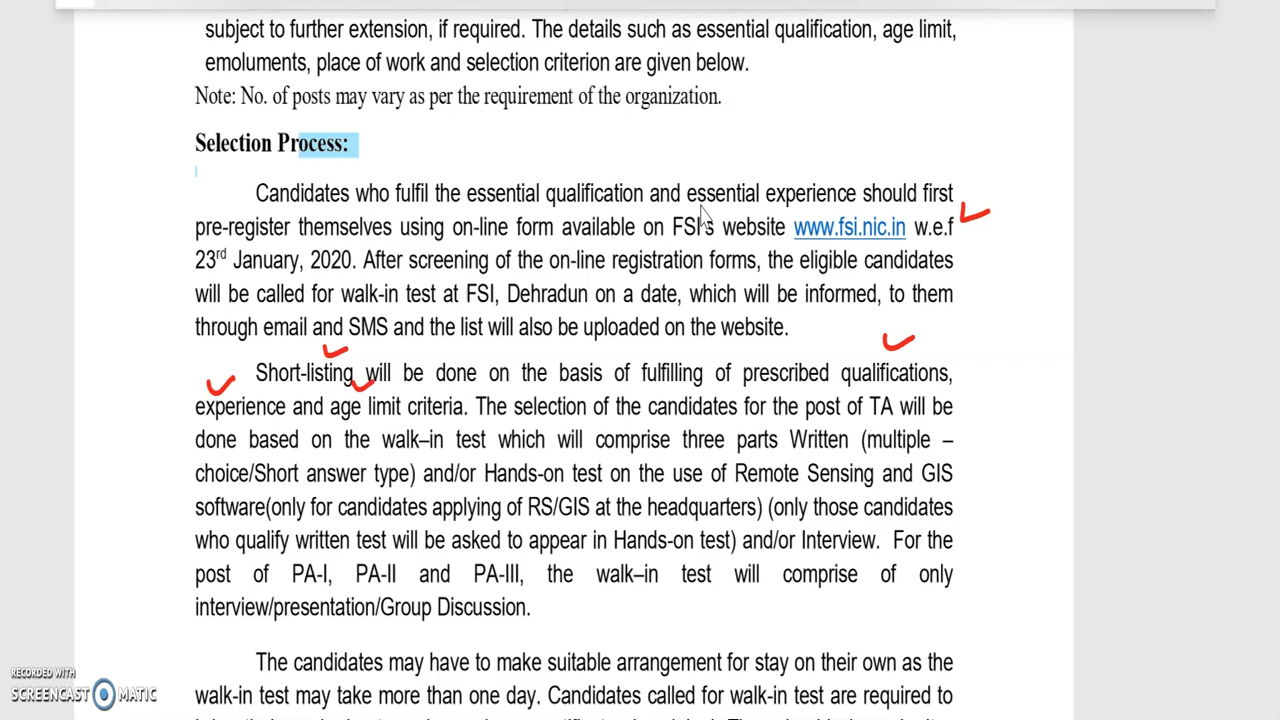 subject to further extension, if required. The details such as essential qualification, age limit,
emoluments, place of work and selection criterion are given below.
Note: No. of posts may vary as per the requirement of the organization.
Selection Process:
Candidates who fulfil the essential qualification and essential experience should first
pre-register themselves using on-line form available on FSI's website www.fsi.nic.in w.e.f
23rd January, 2020. After screening of the on-line registration forms, the eligible candidates
will be called for walk-in test at FSI, Dehradun on a date, which will be informed, to them
through email and SMS and the list will also be uploaded on the website.
Short-listing will be done on the basis of fulfilling of prescribed qualifications,
experience and age limit criteria. The selection of the candidates for the post of TA will be
done based on the walk–in test which will comprise three parts Written (multiple –
choice/Short answer type) and/or Hands-on test on the use of Remote Sensing and GIS
software(only for candidates applying of RS/GIS at the headquarters) (only those candidates
who qualify written test will be asked to appear in Hands-on test) and/or Interview. For the
post of PA-I, PA-II and PA-III, the walk–in test will comprise of only
interview/presentation/Group Discussion.
The candidates may have to make suitable arrangement for stay on their own as the
walk-in test may take more than one day. Candidates called for walk-in test are required to
RECORDED WITH
SCREENCAST MATIC